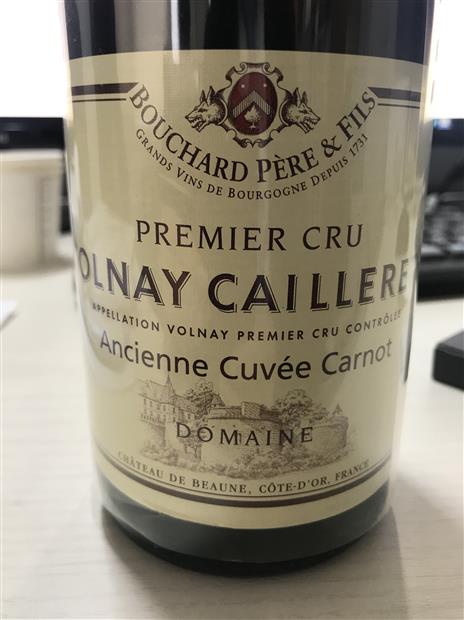 BOUCHARD PÈRE & FILS
GRANDS VINS DE BOURGOGNE DEPUIS 1731
PREMIER CRU
OLNAY CAILLERE
APPELLATION VOLNAY PREMIER CRU CONTRÔLÉE
Ancienne Cuvée Carnot
DOMAINE
CHÂTEAU DE BEAUNE, CÔTE-D'OR, FRANCE